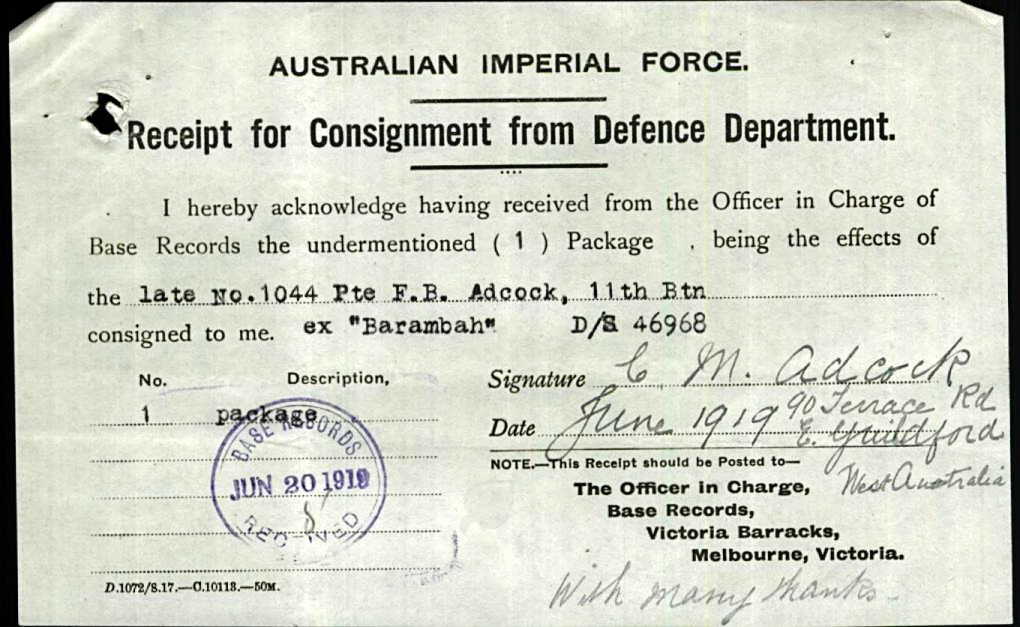 AUSTRALIAN IMPERIAL FORCE.
Receipt for Consignment from Defence Department.
I hereby acknowledge having received from the Officer in Charge of
Base Records the undermentioned ( 1 ) Package , being the effects of
the late No.1044 Pte F.B. Adcock, 11th Btn
consigned to me. ex "Barambah" D/S 46968
No. Description,
1 package
BASE RECORDS
JUN 20 1919
RECEIVED
Signature C. M. Adcock
Date June 1919 90 Terrace Rd
E. Guildford
West Australia
NOTE.—This Receipt should be Posted to—
The Officer in Charge,
Base Records,
Victoria Barracks,
Melbourne, Victoria.
D.1072/8.17.—C.10113.—50M.
With many thanks